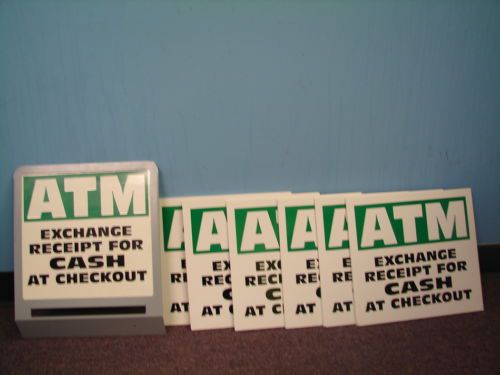 ATM
EXCHANGE
RECEIPT FOR
CASH
AT CHECKOUT
ATM
EXCHANGE
RECEIPT FOR
CASH
AT CHECKOUT